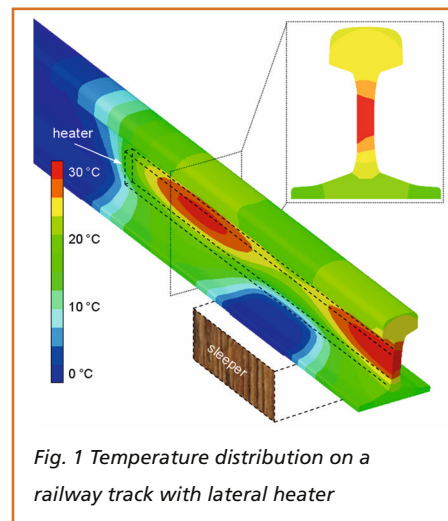 heater
30 °C
20 °C
10 °C
0 °C
sleeper
Fig. 1 Temperature distribution on a
railway track with lateral heater